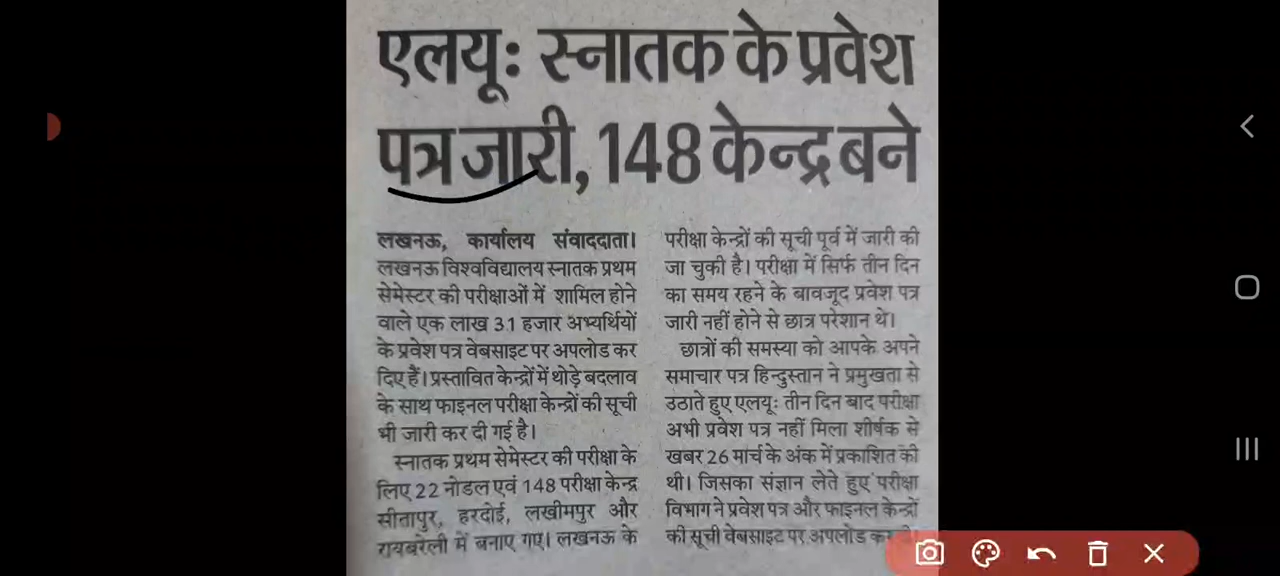 एलयू: स्नातक के प्रवेश
पत्र जारी, 148 केन्द्र बने
लखनऊ, कार्यालय संवाददाता।
लखनऊ विश्वविद्यालय स्नातक प्रथम
सेमेस्टर की परीक्षाओं में शामिल होने
वाले एक लाख 31 हजार अभ्यर्थियों
के प्रवेश पत्र वेबसाइट पर अपलोड कर
दिए हैं। प्रस्तावित केन्द्रों में थोड़े बदलाव
के साथ फाइनल परीक्षा केन्द्रों की सूची
भी जारी कर दी गई है।
स्नातक प्रथम सेमेस्टर की परीक्षा के
लिए 22 नोडल एवं 148 परीक्षा केन्द्र
सीतापुर, हरदोई, लखीमपुर और
रायबरेली में बनाए गए। लखनऊ के
परीक्षा केन्द्रों की सूची पूर्व में जारी की
जा चुकी है। परीक्षा में सिर्फ तीन दिन
का समय रहने के बावजूद प्रवेश पत्र
जारी नहीं होने से छात्र परेशान थे।
छात्रों की समस्या को आपके अपने
समाचार पत्र हिन्दुस्तान ने प्रमुखता से
उठाते हुए एलयू: तीन दिन बाद परीक्षा
अभी प्रवेश पत्र नहीं मिला शीर्षक से
खबर 26 मार्च के अंक में प्रकाशित की
थी। जिसका संज्ञान लेते हुए परीक्षा
विभाग ने प्रवेश पत्र और फाइनल केन्द्रों
की सूची वेबसाइट पर अपलोड कर